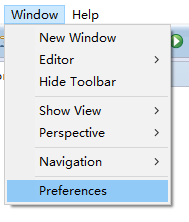 Window Help
New Window
Editor
Hide Toolbar
Show View
Perspective
Navigation
Preferences